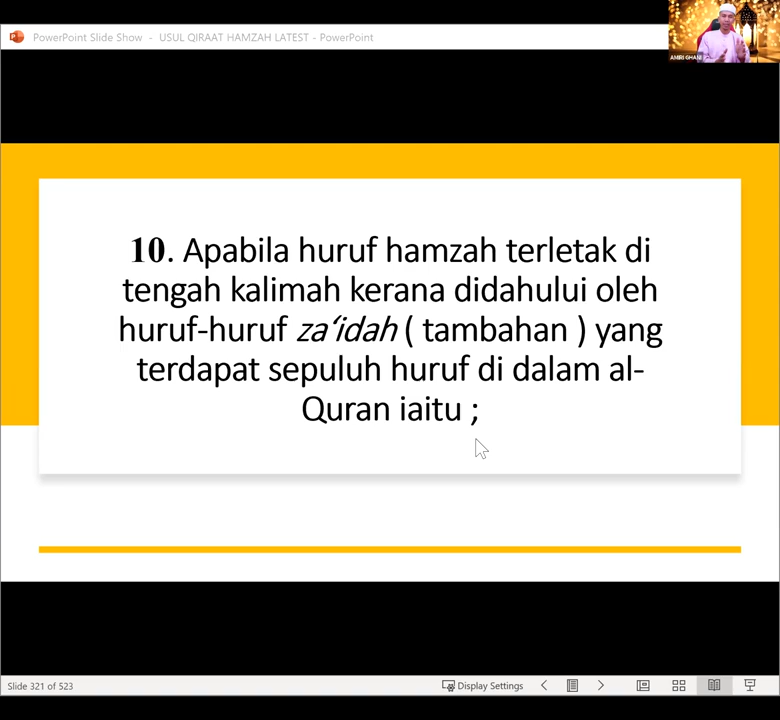 PowerPoint Slide Show - USUL QIRAAT HAMZAH LATEST - PowerPoint
AMIRI GHANI
10. Apabila huruf hamzah terletak di
tengah kalimah kerana didahului oleh
huruf-huruf za‘idah ( tambahan ) yang
terdapat sepuluh huruf di dalam al-
Quran iaitu ;
Slide 321 of 523
Display Settings